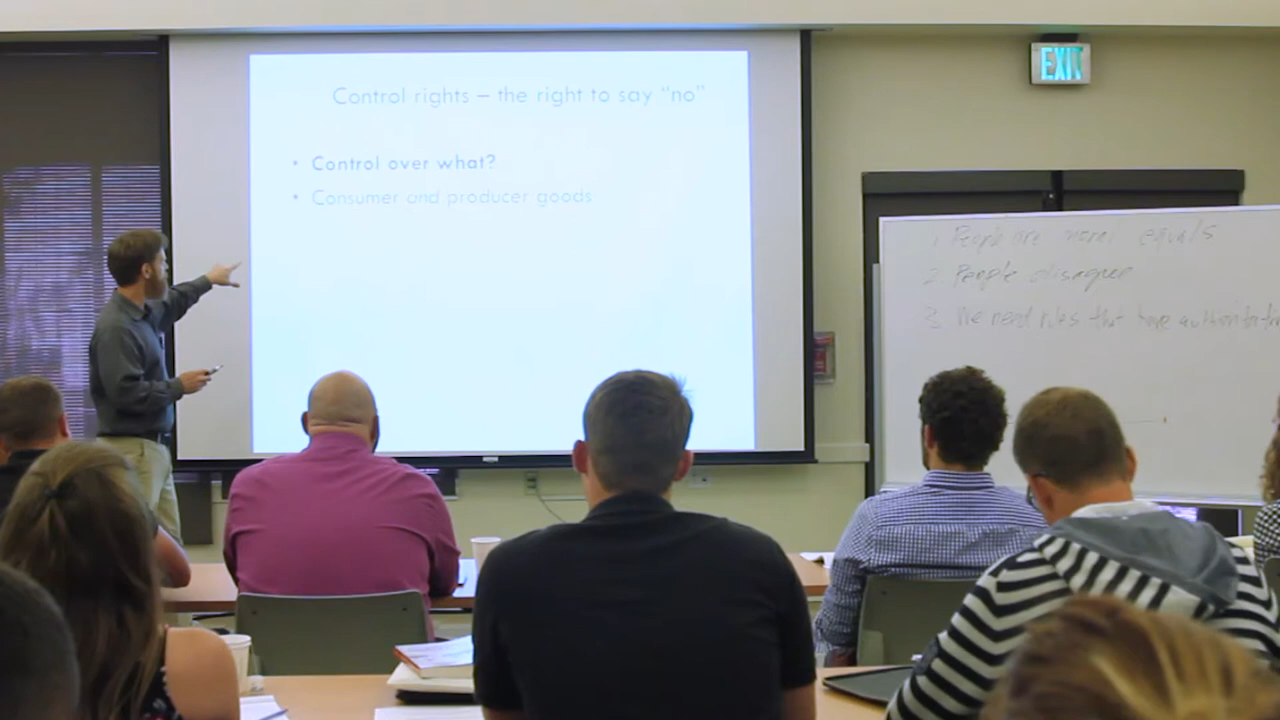 Control rights – the right to say "no"
• Control over what?
• Consumer and producer goods
EXIT
1. People are moral equals
2. People disagree
3. We need rules that have